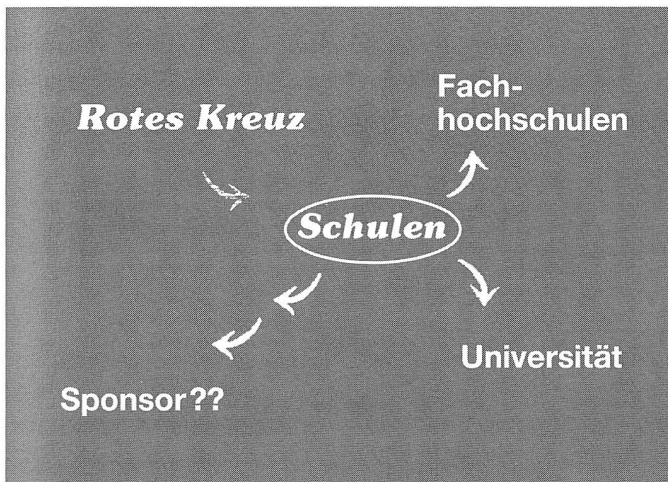 Rotes Kreuz
Fach-
hochschulen
Schulen
Universität
Sponsor??